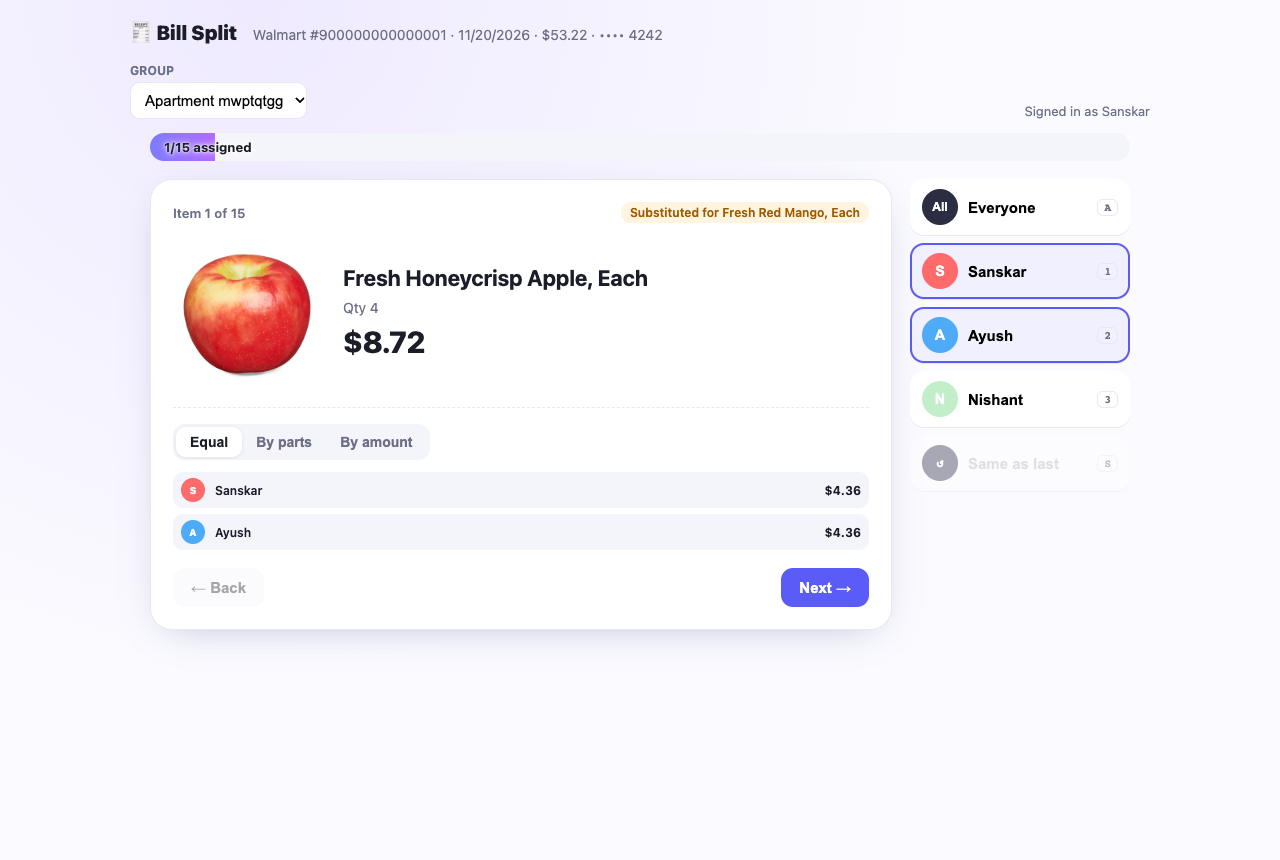 Bill Split
Walmart #900000000000001 · 11/20/2026 · $53.22 · •••• 4242
GROUP
Apartment mwptqtgg
Signed in as Sanskar
1/15 assigned
Item 1 of 15
Substituted for Fresh Red Mango, Each
Fresh Honeycrisp Apple, Each
Qty 4
$8.72
Equal
By parts
By amount
S Sanskar $4.36
A Ayush $4.36
← Back
Next →
All Everyone A
S Sanskar 1
A Ayush 2
N Nishant 3
↺ Same as last S